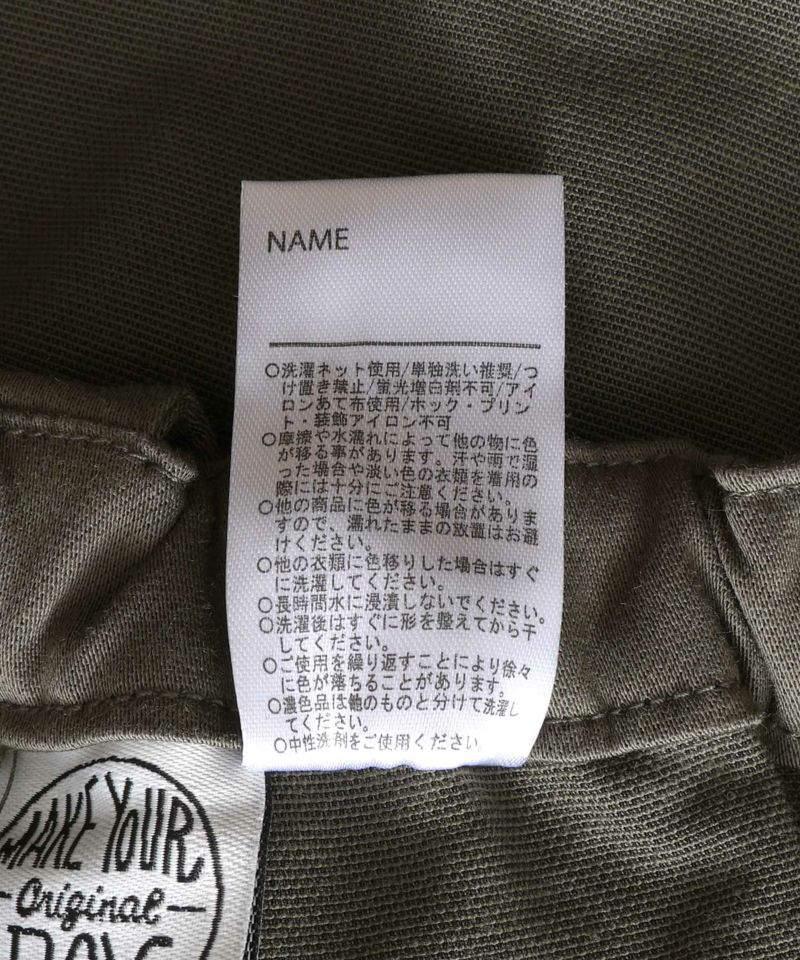 NAME
○洗濯ネット使用/単独洗い推奨/つ
け置き禁止/蛍光増白剤不可/アイ
ロンあて布使用/ホック・プリン
ト・装飾アイロン不可
○摩擦や水濡れによって他の物に色
が移る事があります。汗や雨で湿
った場合や淡い色の衣類を着用の
際には十分にご注意ください。
○他の商品に色が移る場合がありま
すので、濡れたままの放置はお避
けください。
○他の衣類に色移りした場合はすぐ
に洗濯してください。
○長時間水に浸漬しないでください。
○洗濯後はすぐに形を整えてから干
してください。
○ご使用を繰り返すことにより徐々
に色が落ちることがあります。
○濃色品は他のものと分けて洗濯し
てください。
○中性洗剤をご使用ください。
MAKE YOUR
Original